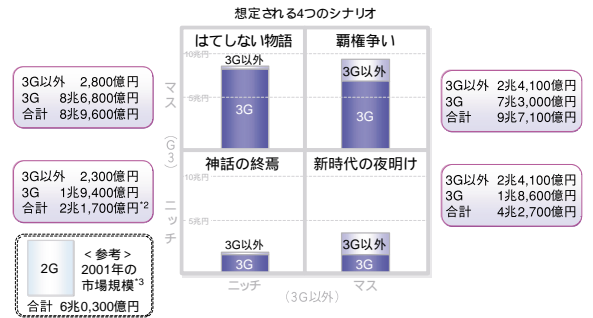 想定される4つのシナリオ
はてしない物語
覇権争い
10兆円
3G以外
3G以外
5兆円
3G
3G
3G以外 2,800億円
3G 8兆6,800億円
合計 8兆9,600億円
3G以外 2兆4,100億円
3G 7兆3,000億円
合計 9兆7,100億円
マス
(3G)
ニッチ
神話の終焉
新時代の夜明け
10兆円
5兆円
3G以外
3G以外
3G
3G
3G以外 2,300億円
3G 1兆9,400億円
合計 2兆1,700億円*2
3G以外 2兆4,100億円
3G 1兆8,600億円
合計 4兆2,700億円
2G
<参考>
2001年の
市場規模*3
合計 6兆0,300億円
ニッチ
(3G以外)
マス